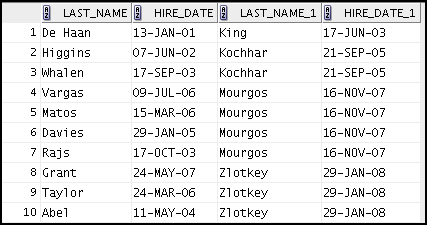 LAST_NAME HIRE_DATE LAST_NAME_1 HIRE_DATE_1
1 De Haan 13-JAN-01 King 17-JUN-03
2 Higgins 07-JUN-02 Kochhar 21-SEP-05
3 Whalen 17-SEP-03 Kochhar 21-SEP-05
4 Vargas 09-JUL-06 Mourgos 16-NOV-07
5 Matos 15-MAR-06 Mourgos 16-NOV-07
6 Davies 29-JAN-05 Mourgos 16-NOV-07
7 Rajs 17-OCT-03 Mourgos 16-NOV-07
8 Grant 24-MAY-07 Zlotkey 29-JAN-08
9 Taylor 24-MAR-06 Zlotkey 29-JAN-08
10 Abel 11-MAY-04 Zlotkey 29-JAN-08